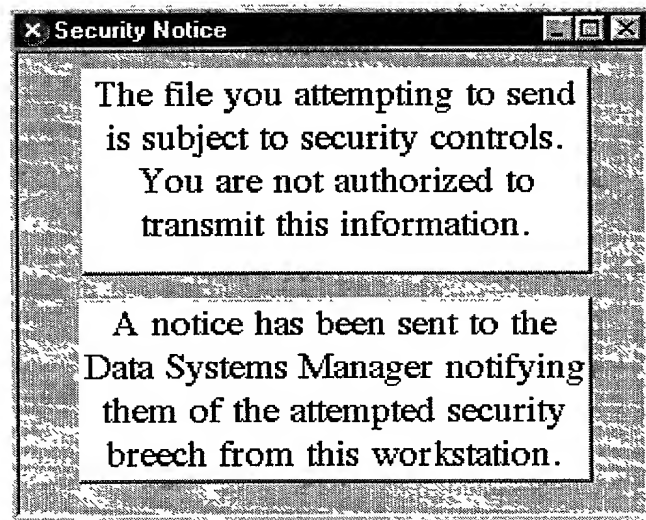 Security Notice
The file you attempting to send
is subject to security controls.
You are not authorized to
transmit this information.
A notice has been sent to the
Data Systems Manager notifying
them of the attempted security
breech from this workstation.